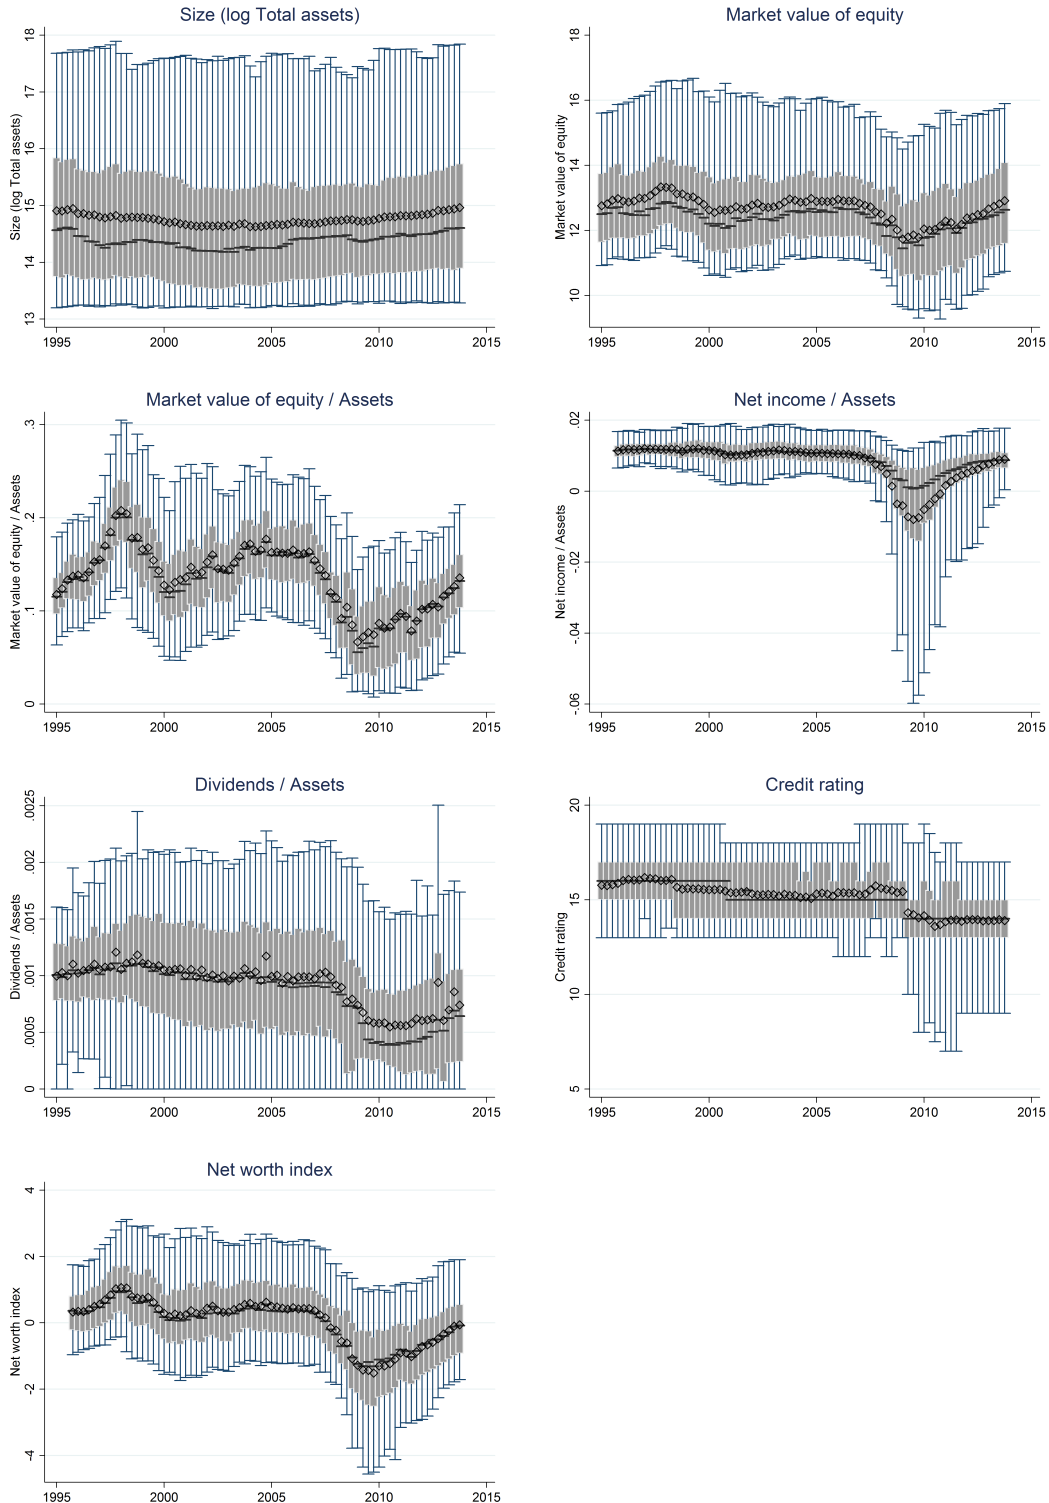 Size (log Total assets)
Size (log Total assets)
18
17
16
15
14
13
1995 2000 2005 2010 2015
Market value of equity
Market value of equity
18
16
14
12
10
1995 2000 2005 2010 2015
Market value of equity / Assets
Market value of equity / Assets
.3
.2
.1
0
1995 2000 2005 2010 2015
Net income / Assets
Net income / Assets
.02
0
-.02
-.04
-.06
1995 2000 2005 2010 2015
Dividends / Assets
Dividends / Assets
.0025
.002
.0015
.001
.0005
0
1995 2000 2005 2010 2015
Credit rating
Credit rating
20
15
10
5
1995 2000 2005 2010 2015
Net worth index
Net worth index
4
2
0
-2
-4
1995 2000 2005 2010 2015